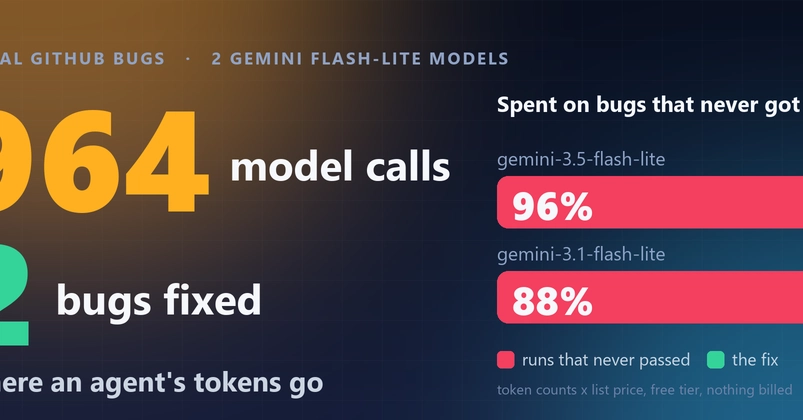 AL GITHUB BUGS · 2 GEMINI FLASH-LITE MODELS
964 model calls
2 bugs fixed
here an agent's tokens go
Spent on bugs that never got
gemini-3.5-flash-lite
96%
gemini-3.1-flash-lite
88%
runs that never passed the fix
token counts x list price, free tier, nothing billed